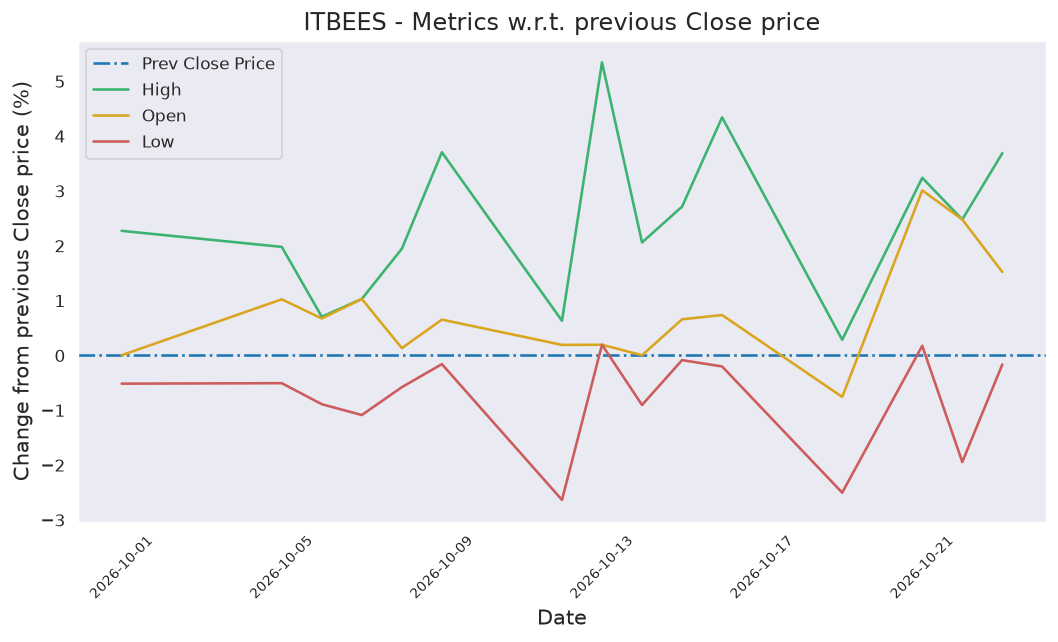 ITBEES - Metrics w.r.t. previous Close price
Prev Close Price
High
Open
Low
Change from previous Close price (%)
5
4
3
2
1
0
−1
−2
−3
2026-10-01
2026-10-05
2026-10-09
2026-10-13
2026-10-17
2026-10-21
Date